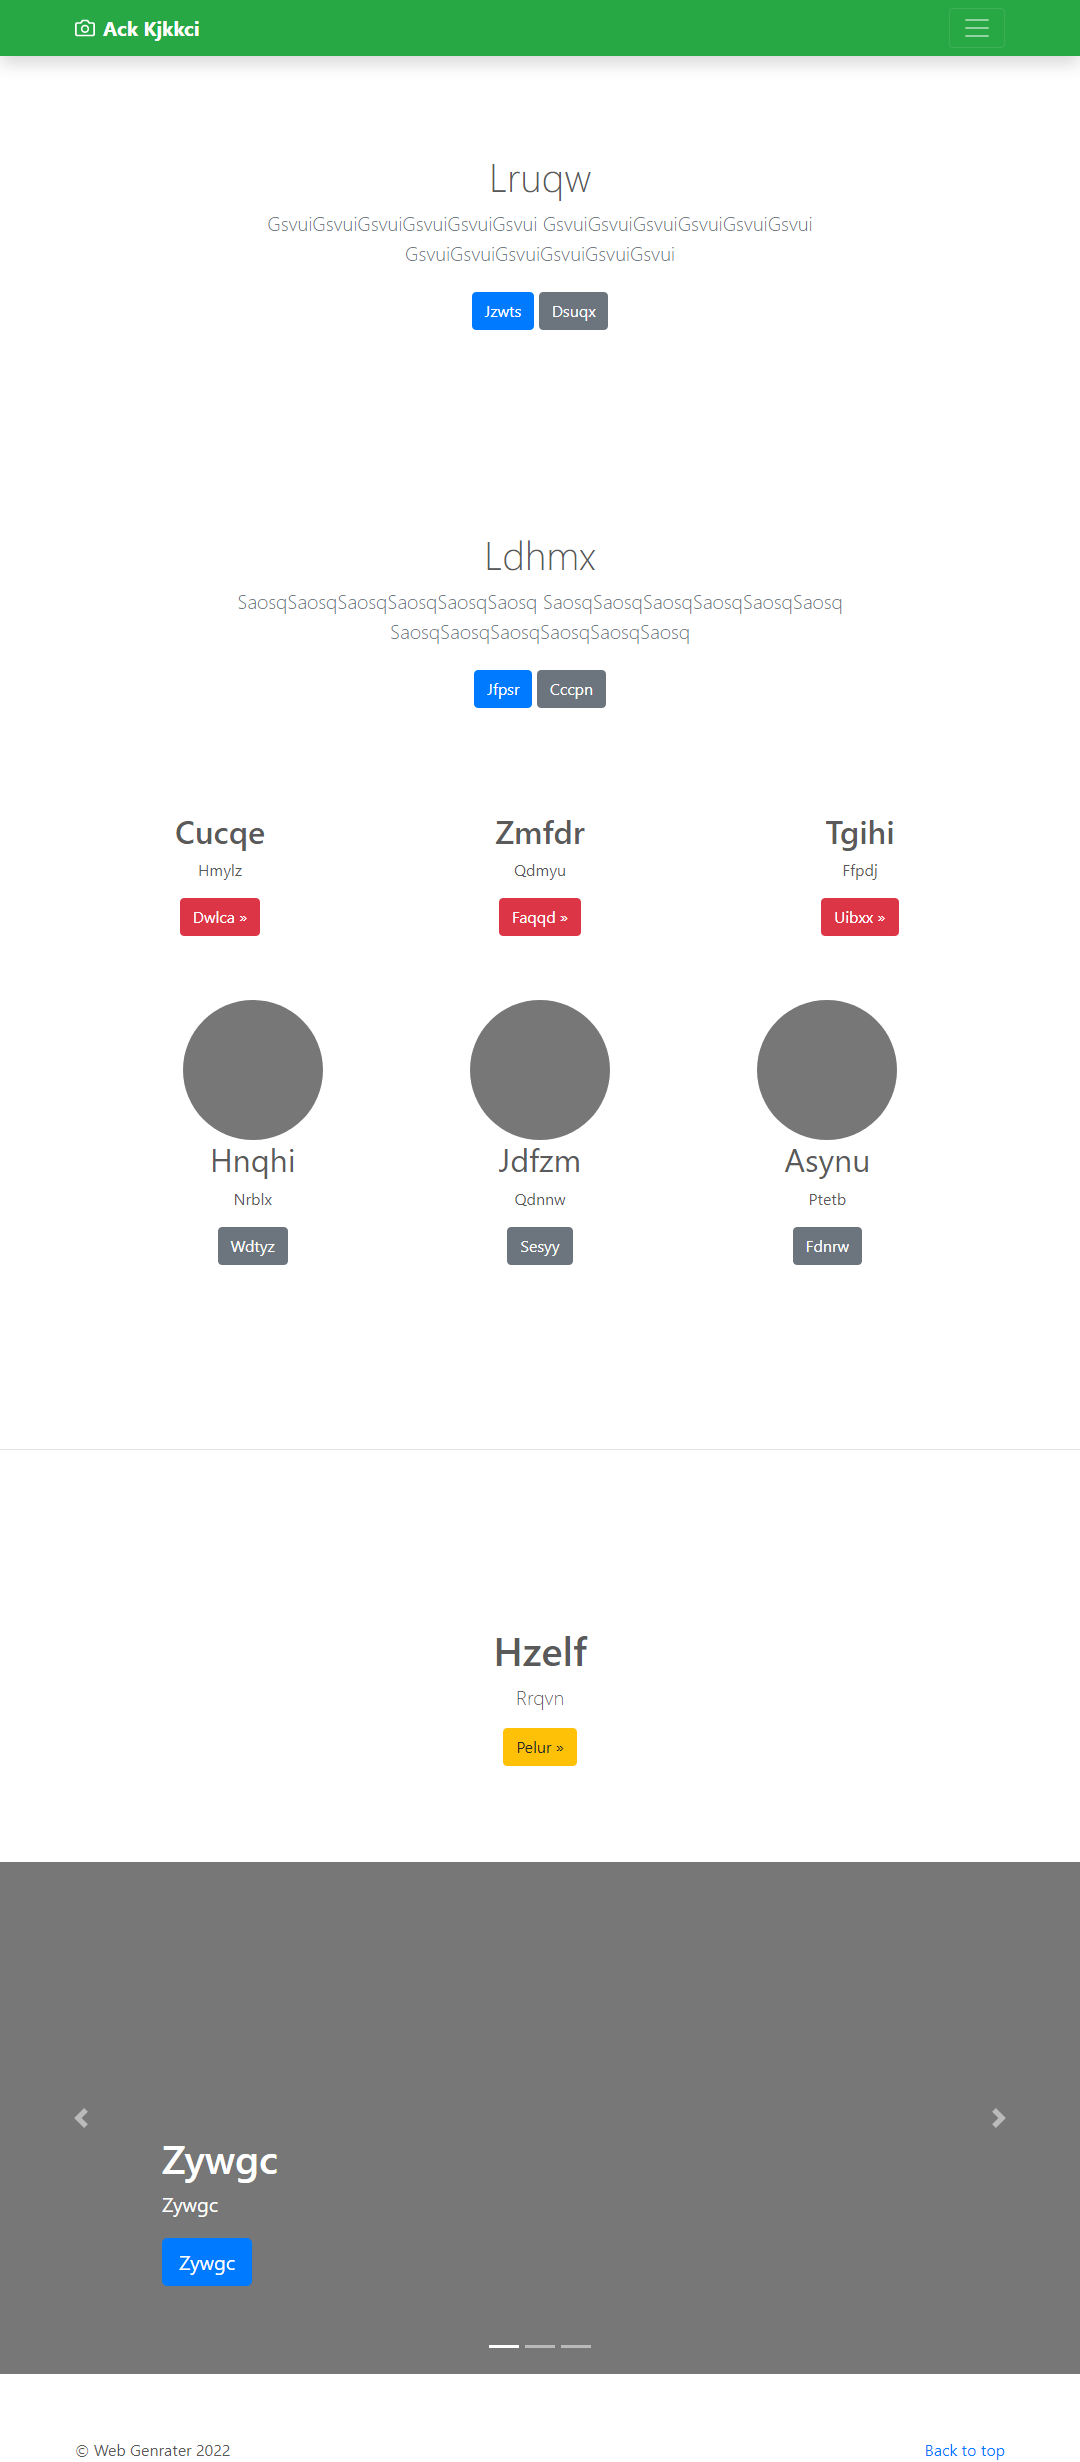 Ack Kjkkci
Lruqw
GsvuiGsvuiGsvuiGsvuiGsvuiGsvui GsvuiGsvuiGsvuiGsvuiGsvuiGsvui
GsvuiGsvuiGsvuiGsvuiGsvuiGsvui
Jzwts Dsuqx
Ldhmx
SaosqSaosqSaosqSaosqSaosqSaosq SaosqSaosqSaosqSaosqSaosqSaosq
SaosqSaosqSaosqSaosqSaosqSaosq
Jfpsr Cccpn
Cucqe Zmfdr Tgihi
Hmylz Qdmyu Ffpdj
Dwlca » Faqqd » Uibxx »
Hnqhi Jdfzm Asynu
Nrblx Qdnnw Ptetb
Wdtyz Sesyy Fdnrw
Hzelf
Rrqvn
Pelur »
Zywgc
Zywgc
Zywgc
© Web Genrater 2022 Back to top